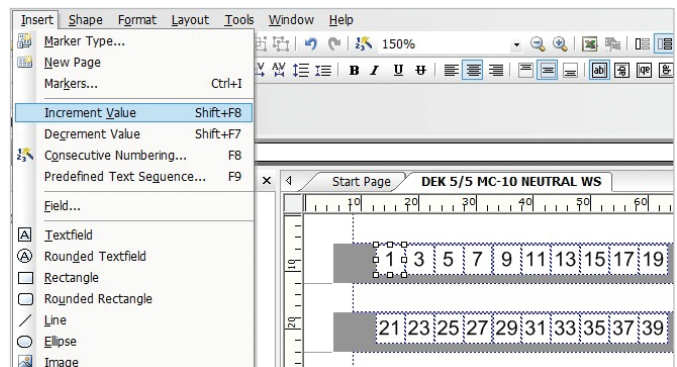 Insert Shape Format Layout Tools Window Help
Marker Type...
150%
New Page
Markers... Ctrl+I
B I U
ab
Increment Value Shift+F8
Decrement Value Shift+F7
Consecutive Numbering... F8
Predefined Text Sequence... F9
Start Page DEK 5/5 MC-10 NEUTRAL WS
Field...
10 20 30 40 50 60
Textfield
Rounded Textfield
10
1 3 5 7 9 11 13 15 17 19
Rectangle
Rounded Rectangle
Line
20
21 23 25 27 29 31 33 35 37 39
Ellipse
Image